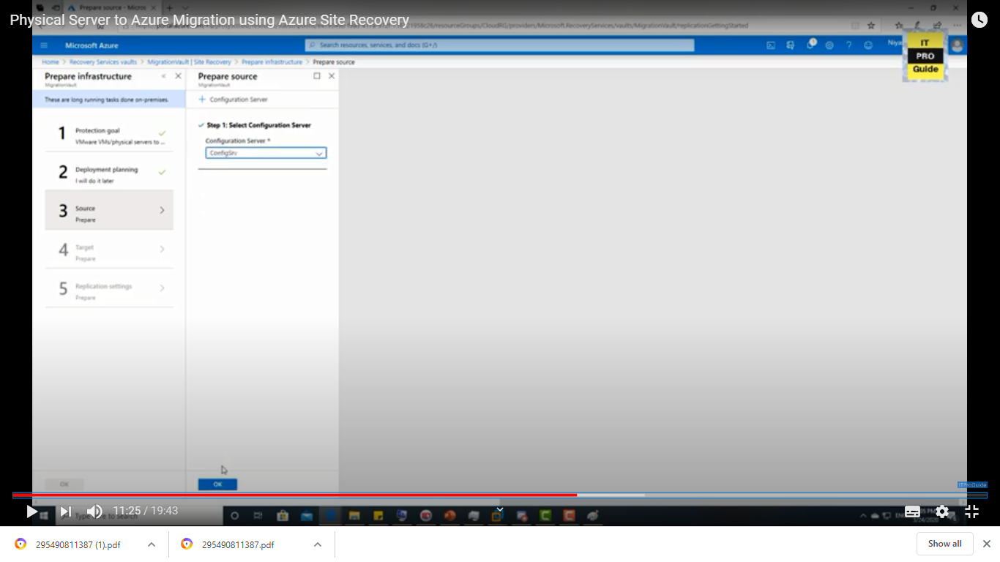 Prepare source - Micros
Physical Server to Azure Migration using Azure Site Recovery
1958c26/resourceGroups/CloudRG/providers/Microsoft.RecoveryServices/vaults/MigrationVault/replicationGettingStarted
Microsoft Azure
Search resources, services, and docs (G+/)
1
?
Niya
IT
PRO
Guide
Home > Recovery Services vaults > MigrationVault | Site Recovery > Prepare infrastructure > Prepare source
Prepare infrastructure
MigrationVault
These are long running tasks done on-premises.
1 Protection goal
VMware VMs/physical servers to ...
2 Deployment planning
I will do it later
3 Source
Prepare
4 Target
Prepare
5 Replication settings
Prepare
OK
Prepare source
MigrationVault
+ Configuration Server
Step 1: Select Configuration Server
Configuration Server *
ConfigSrv
OK
ITProGuide
11:25 / 19:43
Type here to search
295490811387 (1).pdf
295490811387.pdf
Show all